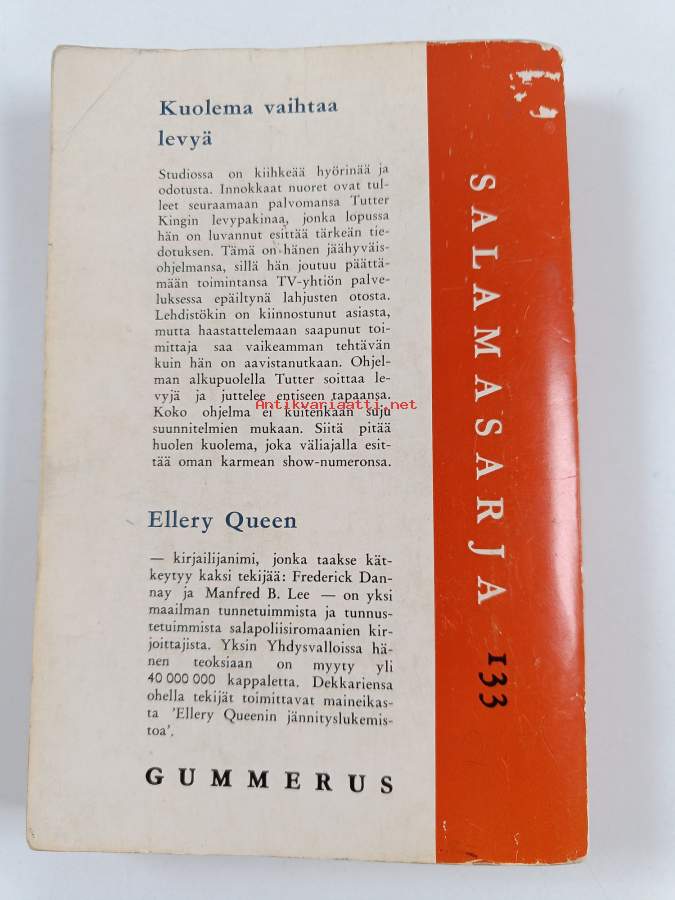 Kuolema vaihtaa
levyä
Studiossa on kiihkeää hyörinää ja
odotusta. Innokkaat nuoret ovat tul-
leet seuraamaan palvomansa Tutter
Kingin levypakinaa, jonka lopussa
hän on luvannut esittää tärkeän tie-
dotuksen. Tämä on hänen jäähyväis-
ohjelmansa, sillä hän joutuu päättä-
mään toimintansa TV-yhtiön palve-
luksessa epäiltynä lahjusten otosta.
Lehdistökin on kiinnostunut asiasta,
mutta haastattelemaan saapunut toi-
mittaja saa vaikeamman tehtävän
kuin hän on aavistanutkaan. Ohjel-
man alkupuolella Tutter soittaa le-
vyjä ja juttelee entiseen tapaansa.
Antikvariaatti.net
Koko ohjelma ei kuitenkaan suju
suunnitelmien mukaan. Siitä pitää
huolen kuolema, joka väliajalla esit-
tää oman karmean show-numeronsa.
Ellery Queen
— kirjailijanimi, jonka taakse kät-
keytyy kaksi tekijää: Frederick Dan-
nay ja Manfred B. Lee — on yksi
maailman tunnetuimmista ja tunnus-
tetuimmista salapoliisiromaanien kir-
joittajista. Yksin Yhdysvalloissa hä-
nen teoksiaan on myyty yli
40 000 000 kappaletta. Dekkariensa
ohella tekijät toimittavat maineikas-
ta 'Ellery Queenin jännityslukemis-
toa'.
GUMMERUS
SALAMASARJA 133